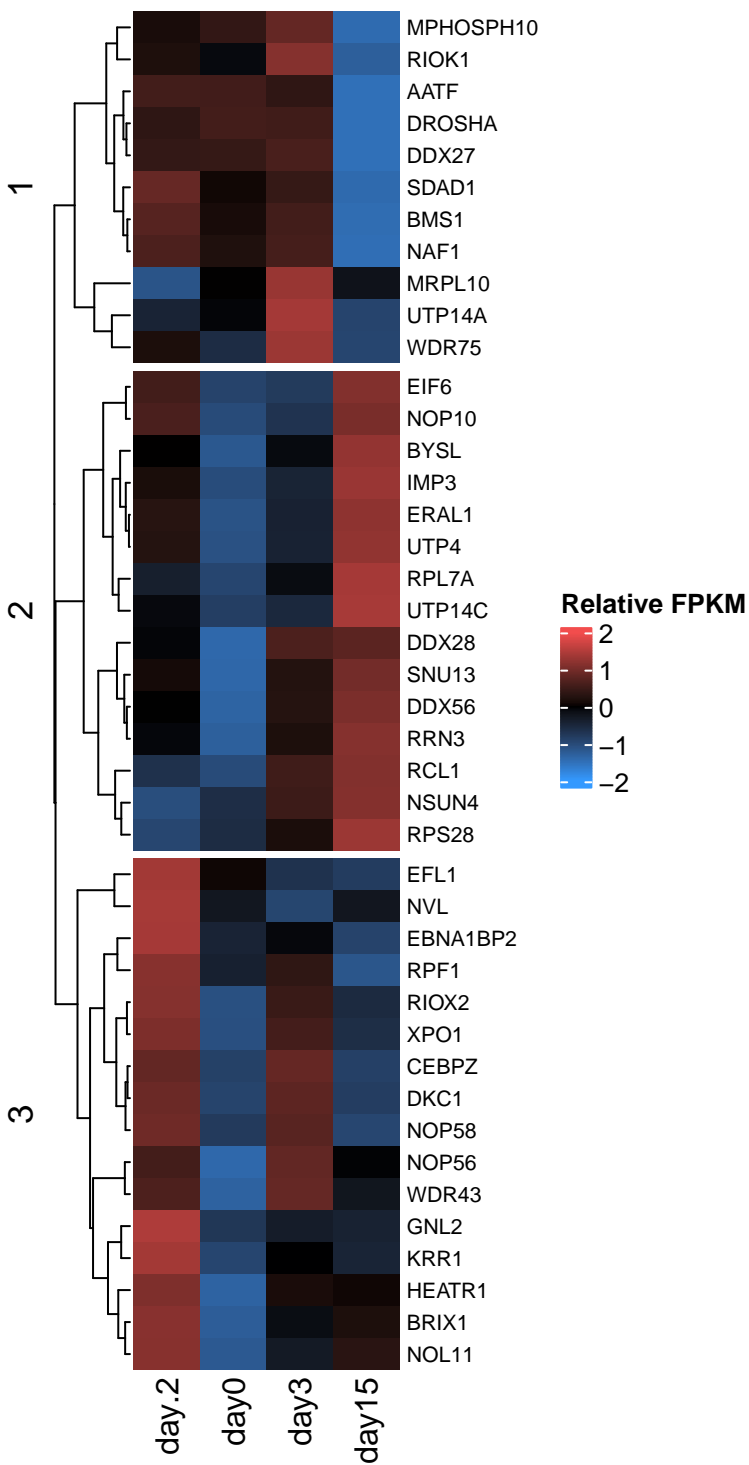 1
MPHOSPH10
RIOK1
AATF
DROSHA
DDX27
SDAD1
BMS1
NAF1
MRPL10
UTP14A
WDR75
2
EIF6
NOP10
BYSL
IMP3
ERAL1
UTP4
RPL7A
UTP14C
DDX28
SNU13
DDX56
RRN3
RCL1
NSUN4
RPS28
3
EFL1
NVL
EBNA1BP2
RPF1
RIOX2
XPO1
CEBPZ
DKC1
NOP58
NOP56
WDR43
GNL2
KRR1
HEATR1
BRIX1
NOL11
day.2
day0
day3
day15
Relative FPKM
2
1
0
−1
−2